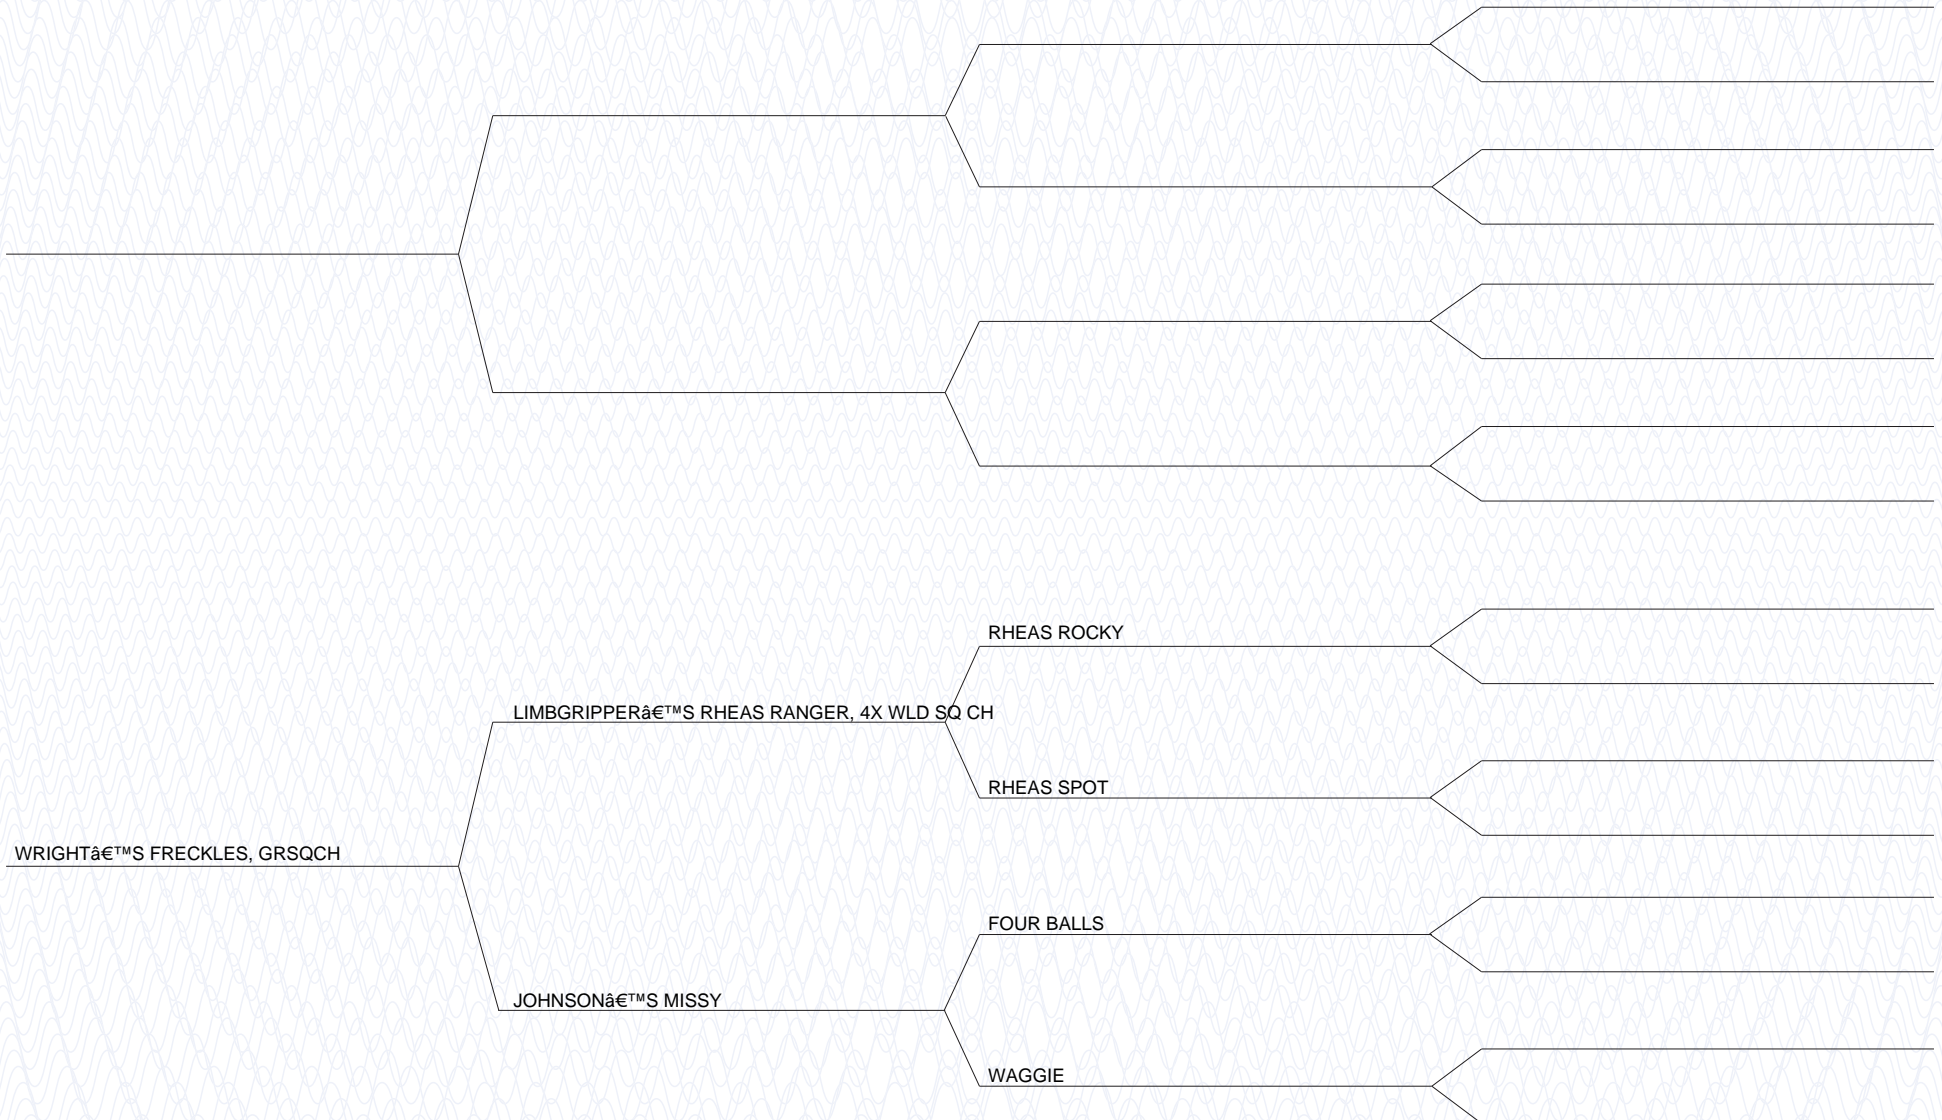 RHEAS ROCKY
LIMBGRIPPERâ€™S RHEAS RANGER, 4X WLD SQ CH
RHEAS SPOT
WRIGHTâ€™S FRECKLES, GRSQCH
FOUR BALLS
JOHNSONâ€™S MISSY
WAGGIE